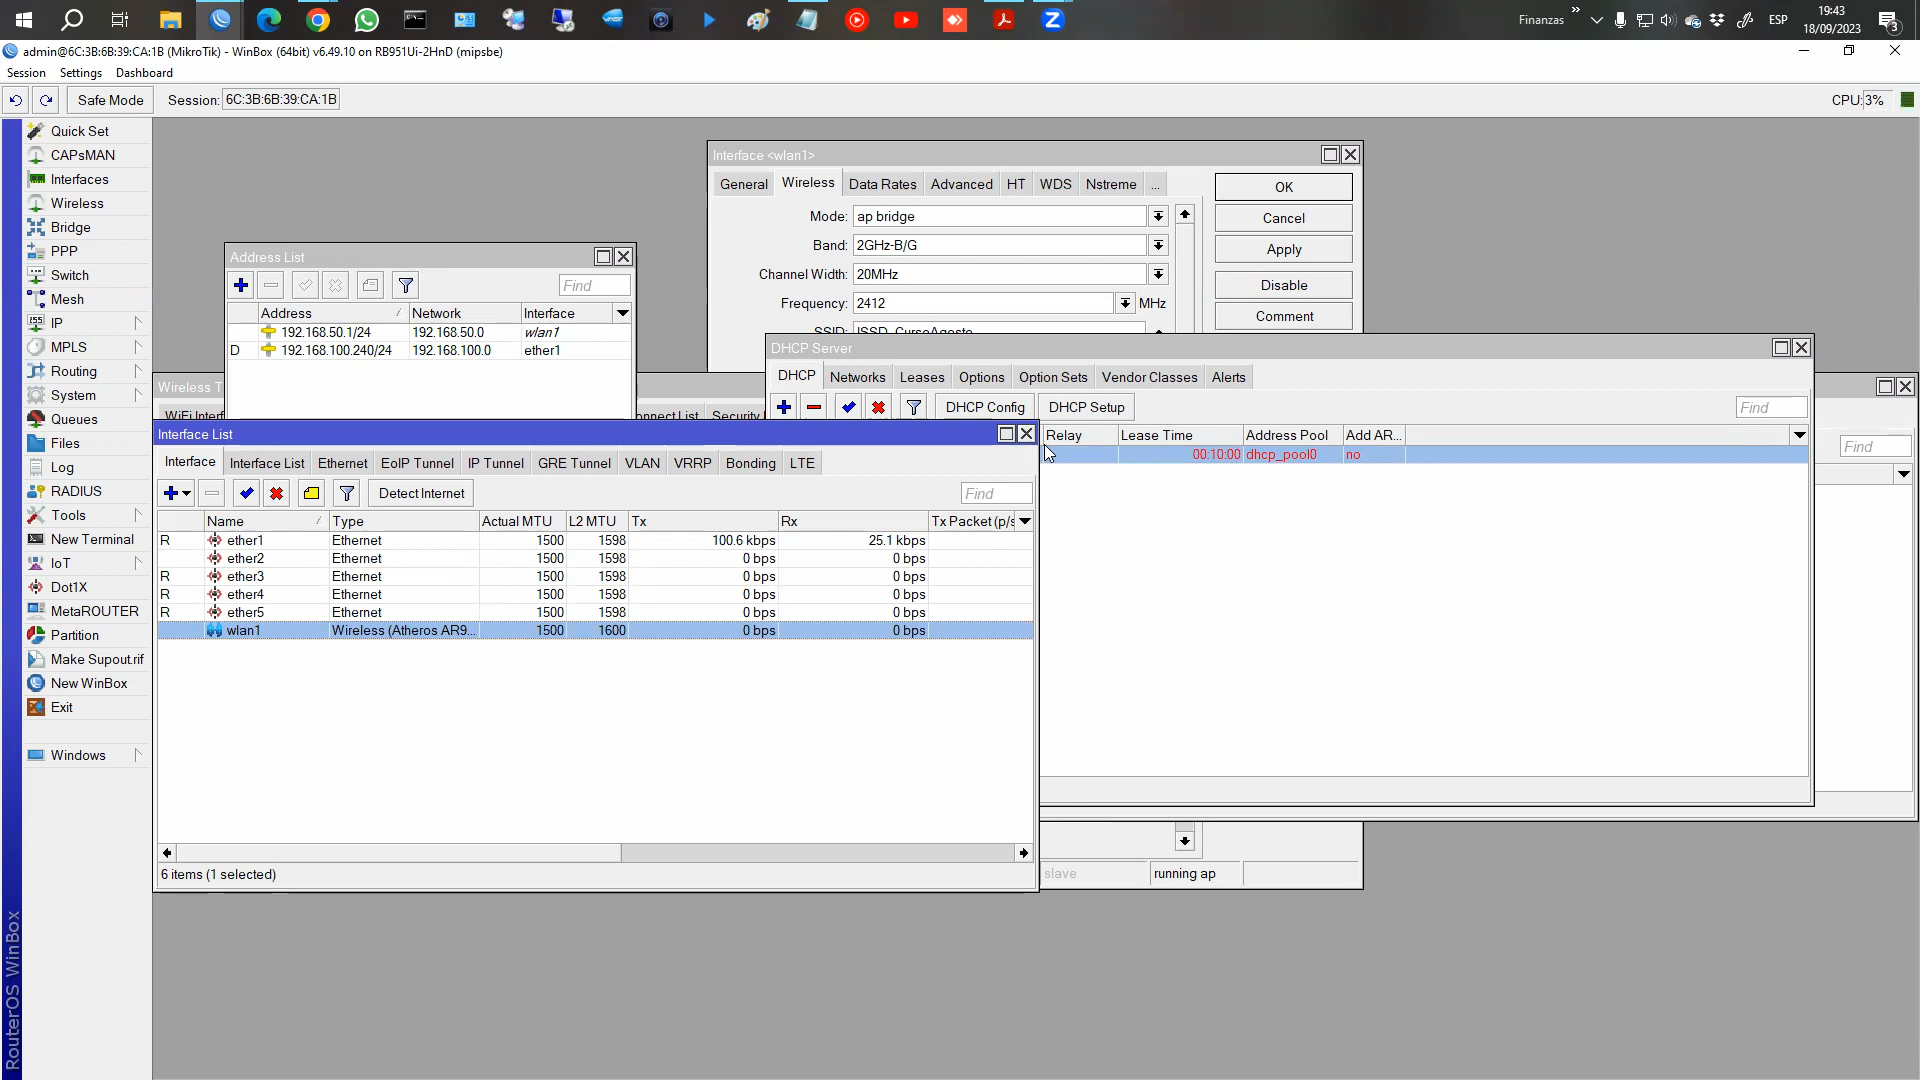 Finanzas
ESP
19:43
18/09/2023
3
admin@6C:3B:6B:39:CA:1B (MikroTik) - WinBox (64bit) v6.49.10 on RB951Ui-2HnD (mipsbe)
Session Settings Dashboard
Safe Mode Session: 6C:3B:6B:39:CA:1B CPU: 3%
Quick Set
CAPsMAN
Interfaces
Wireless
Bridge
PPP
Switch
Mesh
IP
MPLS
Routing
System
Queues
Files
Log
RADIUS
Tools
New Terminal
IoT
Dot1X
MetaROUTER
Partition
Make Supout.rif
New WinBox
Exit
Windows
RouterOS WinBox
Interface <wlan1>
General Wireless Data Rates Advanced HT WDS Nstreme ...
Mode: ap bridge
Band: 2GHz-B/G
Channel Width: 20MHz
Frequency: 2412 MHz
OK
Cancel
Apply
Disable
Comment
slave running ap
Address List
Find
Address Network Interface
192.168.50.1/24 192.168.50.0 wlan1
D 192.168.100.240/24 192.168.100.0 ether1
Wireless T
DHCP Server
DHCP Networks Leases Options Option Sets Vendor Classes Alerts
DHCP Config DHCP Setup Find
Relay Lease Time Address Pool Add AR...
00:10:00 dhcp_pool0 no
Find
Interface List
Interface Interface List Ethernet EoIP Tunnel IP Tunnel GRE Tunnel VLAN VRRP Bonding LTE
Detect Internet Find
Name Type Actual MTU L2 MTU Tx Rx Tx Packet (p/s
R ether1 Ethernet 1500 1598 100.6 kbps 25.1 kbps
ether2 Ethernet 1500 1598 0 bps 0 bps
R ether3 Ethernet 1500 1598 0 bps 0 bps
R ether4 Ethernet 1500 1598 0 bps 0 bps
R ether5 Ethernet 1500 1598 0 bps 0 bps
wlan1 Wireless (Atheros AR9... 1500 1600 0 bps 0 bps
6 items (1 selected)